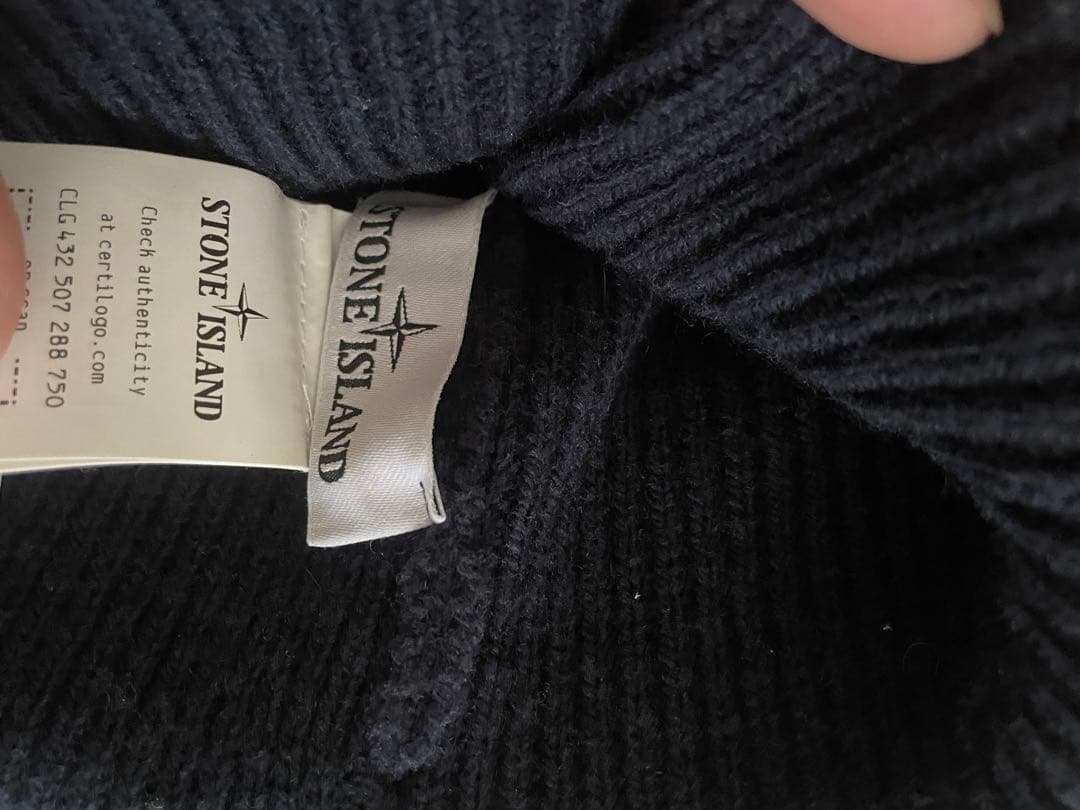 STONE ISLAND
Check authenticity
at certilogo.com
CLG 432 507 288 750
STONE ISLAND